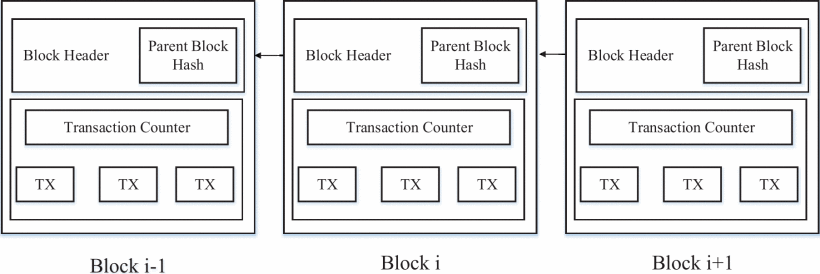 Block Header
Parent Block
Hash
Transaction Counter
TX
TX
TX
Block i-1
Block Header
Parent Block
Hash
Transaction Counter
TX
TX
TX
Block i
Block Header
Parent Block
Hash
Transaction Counter
TX
TX
TX
Block i+1